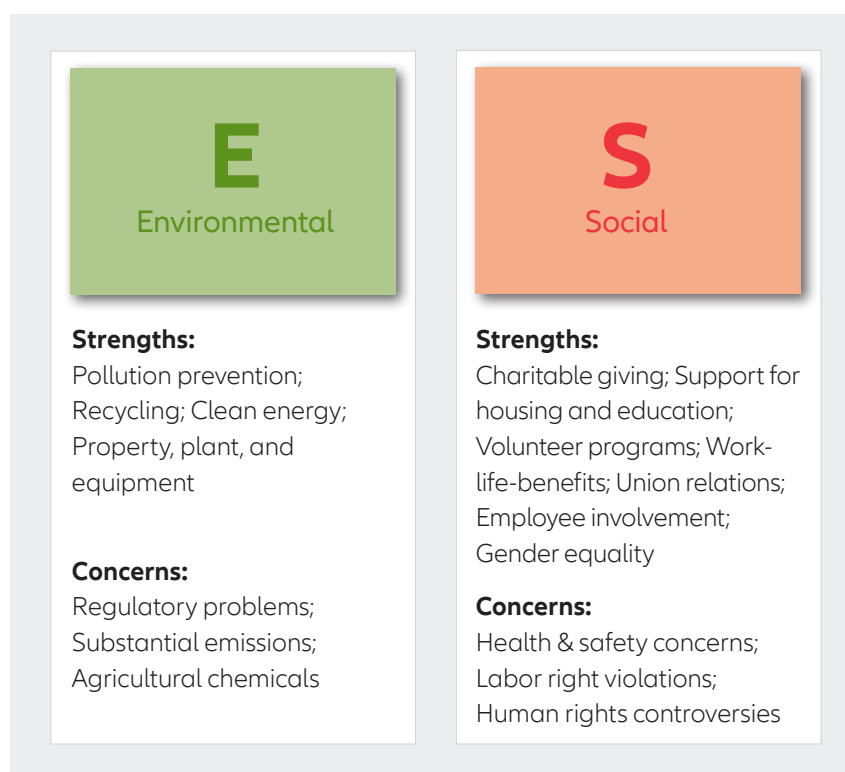 E
Environmental
Strengths:
Pollution prevention;
Recycling; Clean energy;
Property, plant, and
equipment
Concerns:
Regulatory problems;
Substantial emissions;
Agricultural chemicals
S
Social
Strengths:
Charitable giving; Support for
housing and education;
Volunteer programs; Work-
life-benefits; Union relations;
Employee involvement;
Gender equality
Concerns:
Health & safety concerns;
Labor right violations;
Human rights controversies